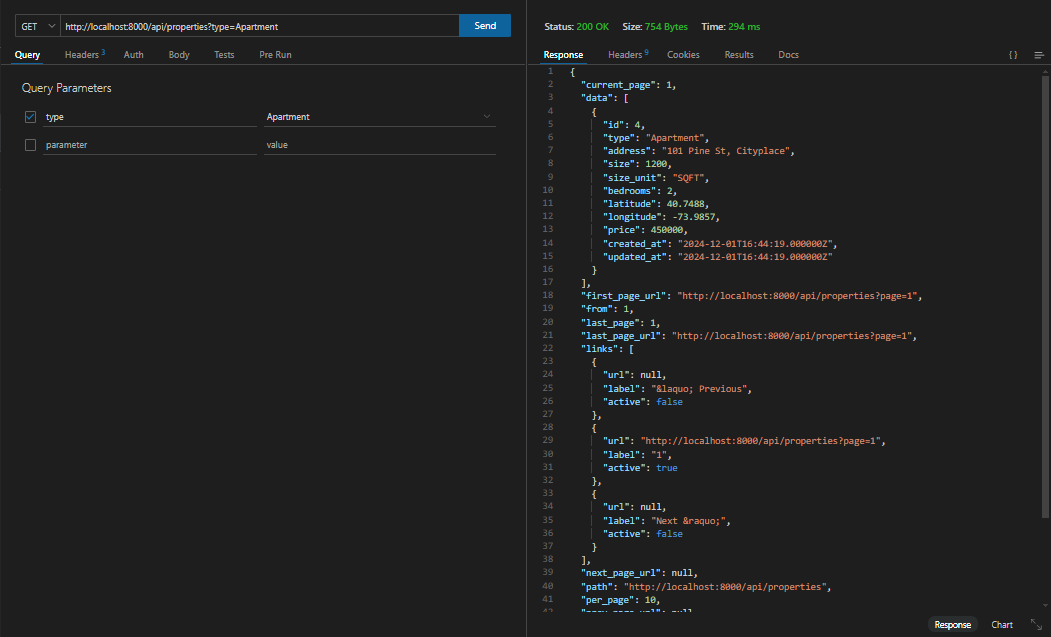 GET http://localhost:8000/api/properties?type=Apartment Send
Query Headers 3 Auth Body Tests Pre Run
Query Parameters
type Apartment
parameter value
Status: 200 OK Size: 754 Bytes Time: 294 ms
Response Headers 9 Cookies Results Docs { }
1 {
2 "current_page": 1,
3 "data": [
4 {
5 "id": 4,
6 "type": "Apartment",
7 "address": "101 Pine St, Cityplace",
8 "size": 1200,
9 "size_unit": "SQFT",
10 "bedrooms": 2,
11 "latitude": 40.7488,
12 "longitude": -73.9857,
13 "price": 450000,
14 "created_at": "2024-12-01T16:44:19.000000Z",
15 "updated_at": "2024-12-01T16:44:19.000000Z"
16 }
17 ],
18 "first_page_url": "http://localhost:8000/api/properties?page=1",
19 "from": 1,
20 "last_page": 1,
21 "last_page_url": "http://localhost:8000/api/properties?page=1",
22 "links": [
23 {
24 "url": null,
25 "label": "&laquo; Previous",
26 "active": false
27 },
28 {
29 "url": "http://localhost:8000/api/properties?page=1",
30 "label": "1",
31 "active": true
32 },
33 {
34 "url": null,
35 "label": "Next &raquo;",
36 "active": false
37 }
38 ],
39 "next_page_url": null,
40 "path": "http://localhost:8000/api/properties",
41 "per_page": 10,
Response Chart